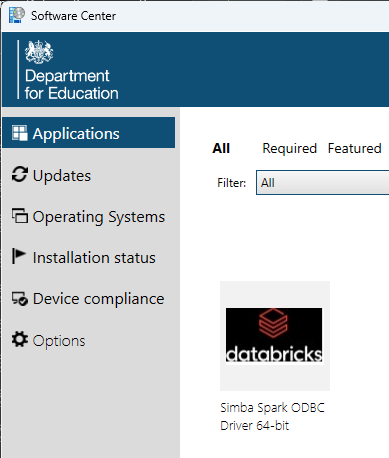 Software Center
Department
for Education
Applications
Updates
Operating Systems
Installation status
Device compliance
Options
All Required Featured
Filter: All
databricks
Simba Spark ODBC
Driver 64-bit